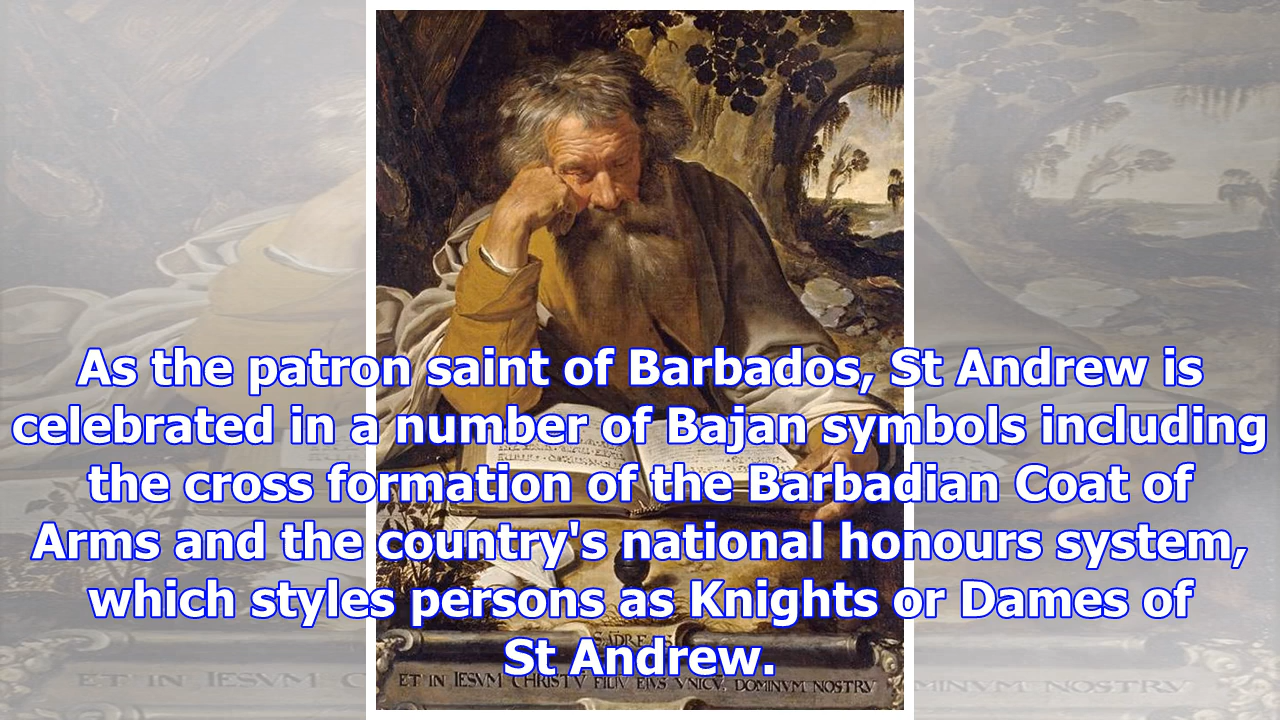 As the patron saint of Barbados, St Andrew is
celebrated in a number of Bajan symbols including
the cross formation of the Barbadian Coat of
Arms and the country's national honours system,
which styles persons as Knights or Dames of
St Andrew.
ET IN IESVM CHRISTV FILIV EIVS VNICV, DOMINVM NOSTRV